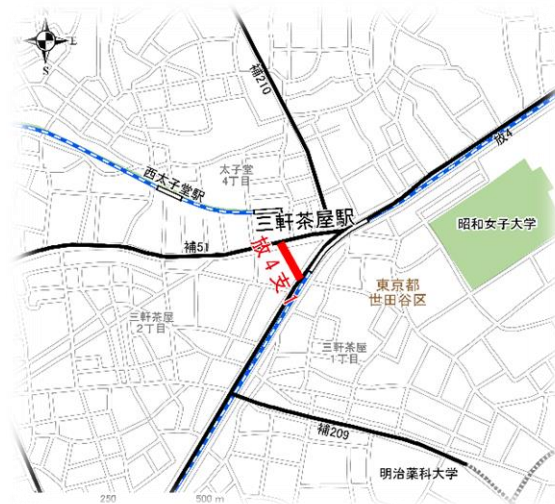 E
S
補210
放4
太子堂
4丁目
西太子堂駅
三軒茶屋駅
昭和女子大学
補51
放4支1
東京都
世田谷区
三軒茶屋
2丁目
三軒茶屋
1丁目
補209
明治薬科大学
250
500 m